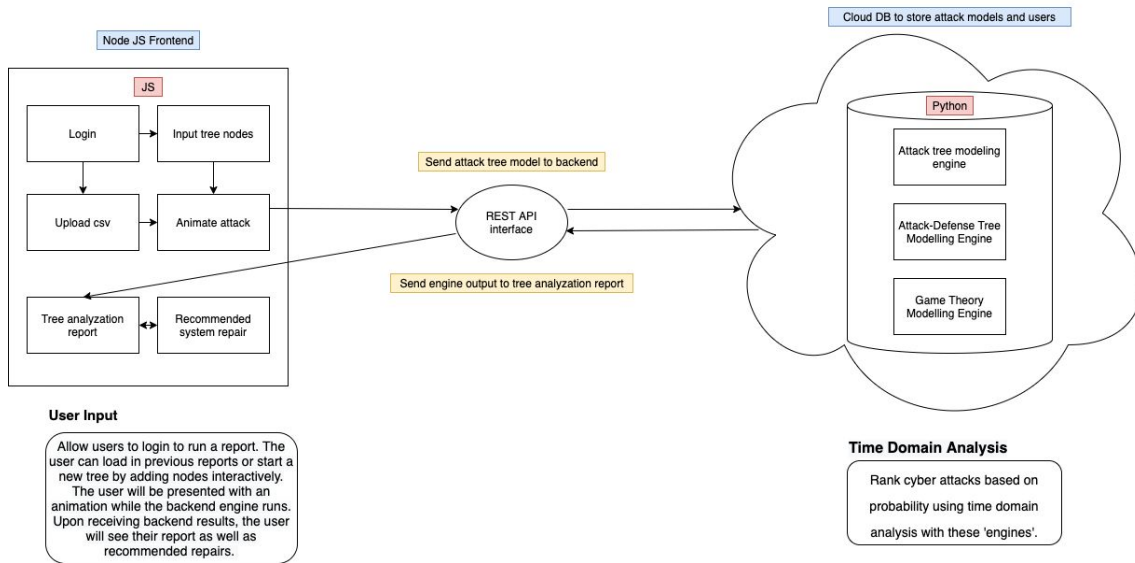 Cloud DB to store attack models and users
Node JS Frontend
JS
Login
Input tree nodes
Upload csv
Animate attack
Tree analyzation
report
Recommended
system repair
Send attack tree model to backend
REST API
interface
Send engine output to tree analyzation report
Python
Attack tree modeling
engine
Attack-Defense Tree
Modelling Engine
Game Theory
Modelling Engine
User Input
Allow users to login to run a report. The
user can load in previous reports or start a
new tree by adding nodes interactively.
The user will be presented with an
animation while the backend engine runs.
Upon receiving backend results, the user
will see their report as well as
recommended repairs.
Time Domain Analysis
Rank cyber attacks based on
probability using time domain
analysis with these 'engines'.